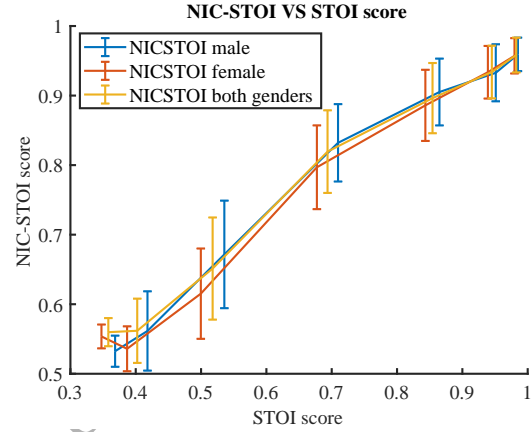 NIC-STOI VS STOI score
NICSTOI male
NICSTOI female
NICSTOI both genders
NIC-STOI score
1
0.9
0.8
0.7
0.6
0.5
0.3
0.4
0.5
0.6
0.7
0.8
0.9
1
STOI score